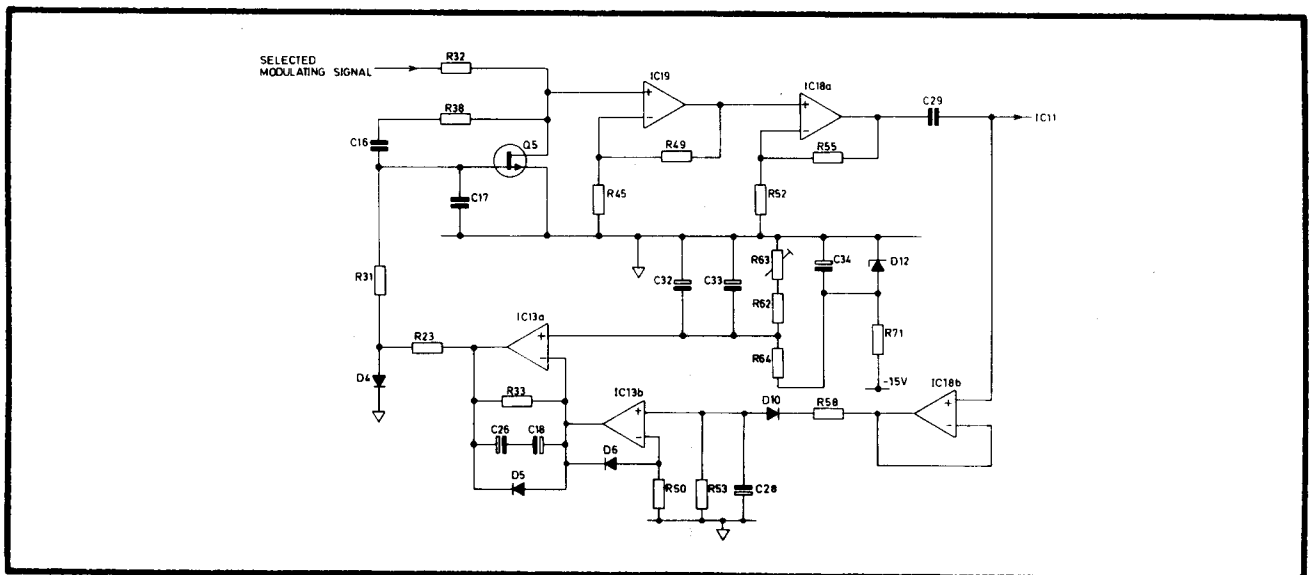 SELECTED
MODULATING SIGNAL
R32
IC19
IC18a
C29
IC11
R38
C16
Q5
R49
R55
C17
R45
R52
R31
C32
C33
R63
C34
D12
R62
IC13a
R23
R64
R71
D4
-15V
IC18b
R33
IC13b
D10
R58
C26
C18
D6
D5
R50
R53
C28